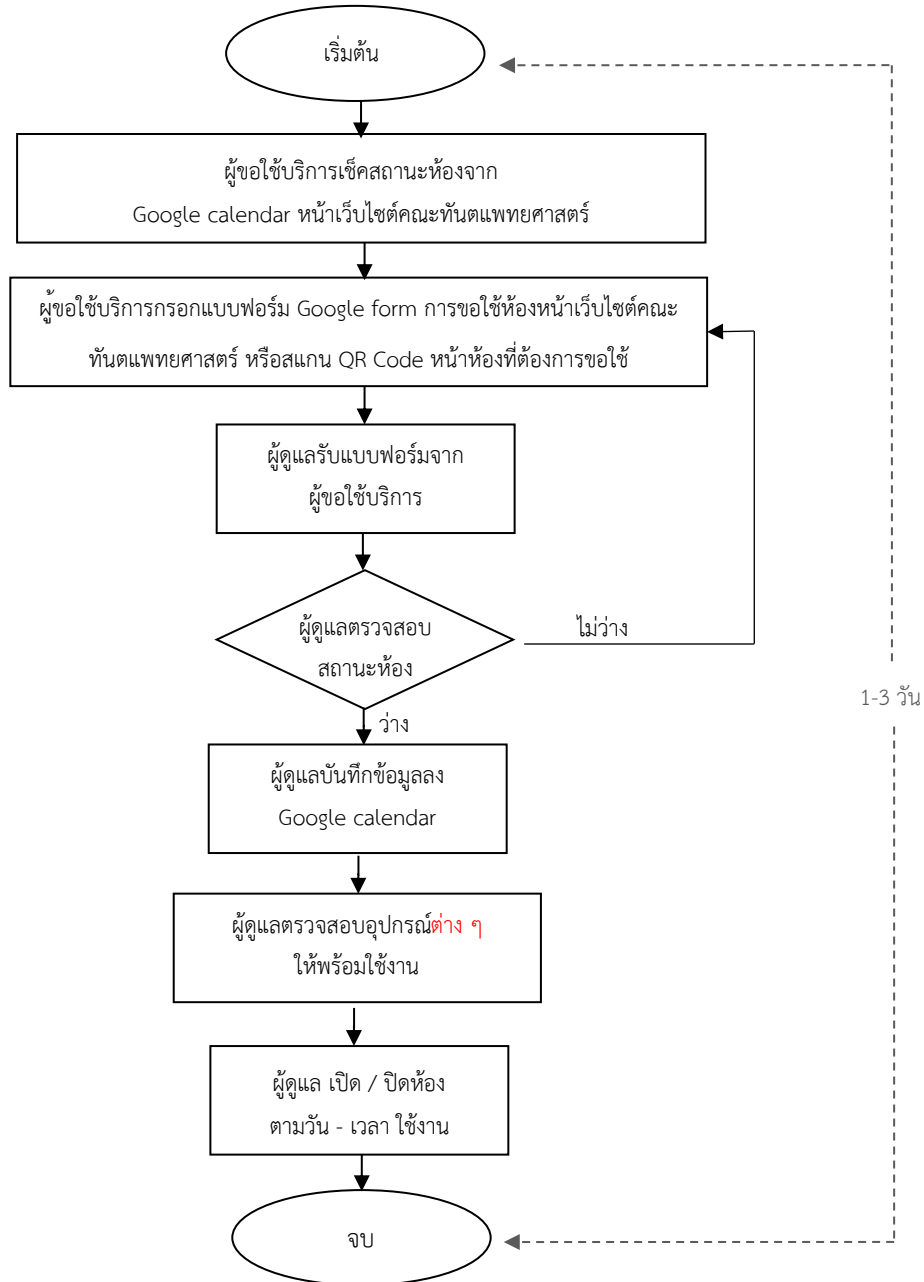 เริ่มต้น
ผู้ขอใช้บริการเช็คสถานะห้องจาก
Google calendar หน้าเว็บไซต์คณะทันตแพทยศาสตร์
ผู้ขอใช้บริการกรอกแบบฟอร์ม Google form การขอใช้ห้องหน้าเว็บไซต์คณะ
ทันตแพทยศาสตร์ หรือสแกน QR Code หน้าห้องที่ต้องการขอใช้
ผู้ดูแลรับแบบฟอร์มจาก
ผู้ขอใช้บริการ
ผู้ดูแลตรวจสอบ
สถานะห้อง
ไม่ว่าง
1-3 วัน
ว่าง
ผู้ดูแลบันทึกข้อมูลลง
Google calendar
ผู้ดูแลตรวจสอบอุปกรณ์ต่าง ๆ
ให้พร้อมใช้งาน
ผู้ดูแล เปิด / ปิดห้อง
ตามวัน - เวลา ใช้งาน
จบ